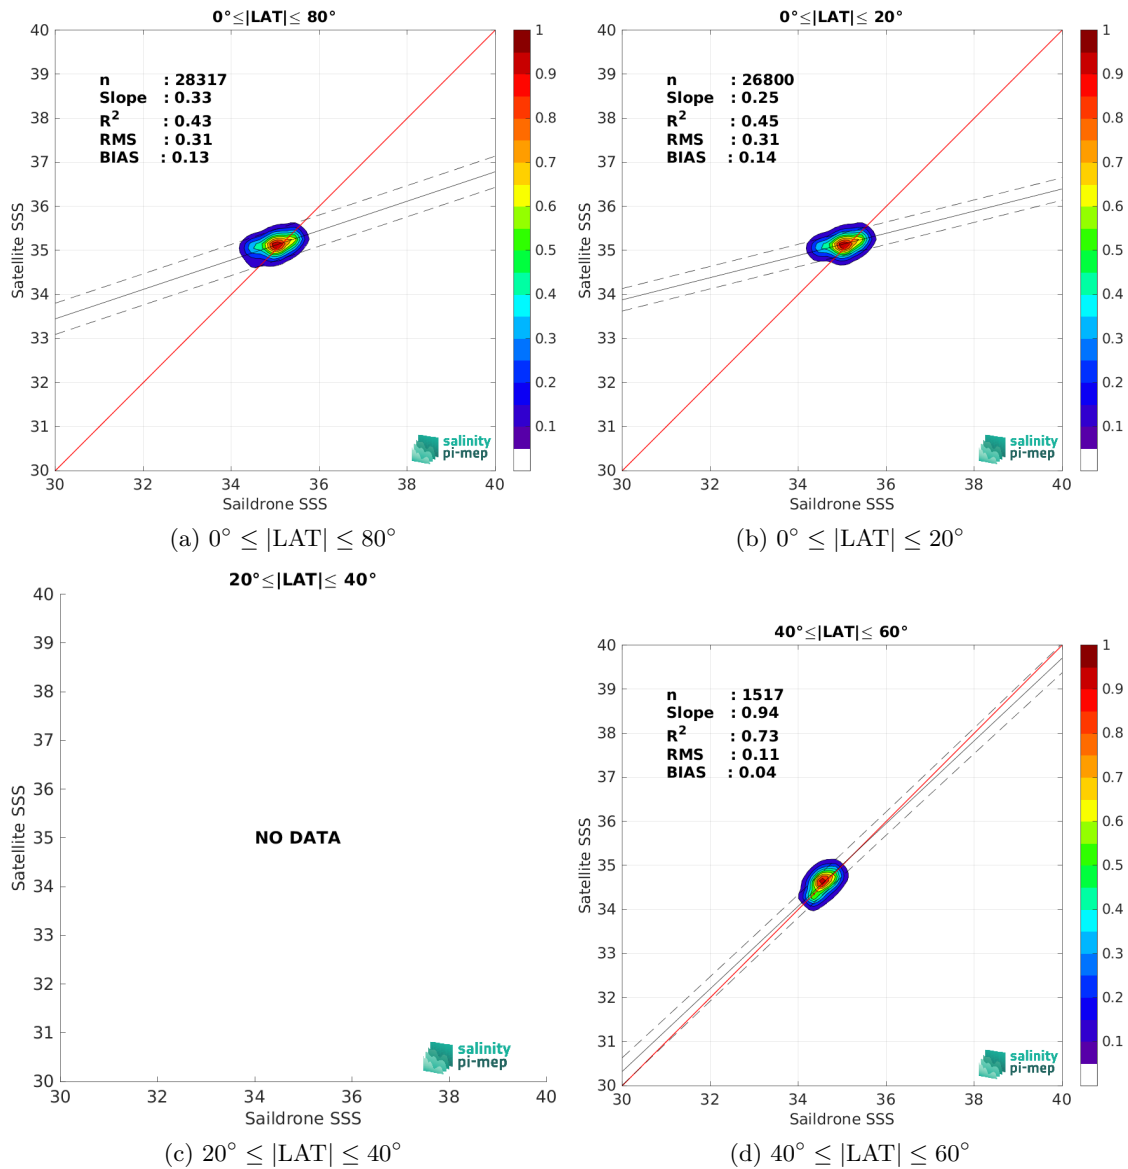 0°≤|LAT|≤ 80°
40
39
38
37
36
35
34
33
32
31
30
Satellite SSS
n : 28317
Slope : 0.33
R² : 0.43
RMS : 0.31
BIAS : 0.13
salinity
pi-mep
30 32 34 36 38 40
Saildrone SSS
1
0.9
0.8
0.7
0.6
0.5
0.4
0.3
0.2
0.1
(a) 0° ≤ |LAT| ≤ 80°
0°≤|LAT|≤ 20°
40
39
38
37
36
35
34
33
32
31
30
Satellite SSS
n : 26800
Slope : 0.25
R² : 0.45
RMS : 0.31
BIAS : 0.14
salinity
pi-mep
30 32 34 36 38 40
Saildrone SSS
1
0.9
0.8
0.7
0.6
0.5
0.4
0.3
0.2
0.1
(b) 0° ≤ |LAT| ≤ 20°
20°≤|LAT|≤ 40°
40
39
38
37
36
35
34
33
32
31
30
Satellite SSS
NO DATA
salinity
pi-mep
30 32 34 36 38 40
Saildrone SSS
(c) 20° ≤ |LAT| ≤ 40°
40°≤|LAT|≤ 60°
40
39
38
37
36
35
34
33
32
31
30
Satellite SSS
n : 1517
Slope : 0.94
R² : 0.73
RMS : 0.11
BIAS : 0.04
salinity
pi-mep
30 32 34 36 38 40
Saildrone SSS
1
0.9
0.8
0.7
0.6
0.5
0.4
0.3
0.2
0.1
(d) 40° ≤ |LAT| ≤ 60°